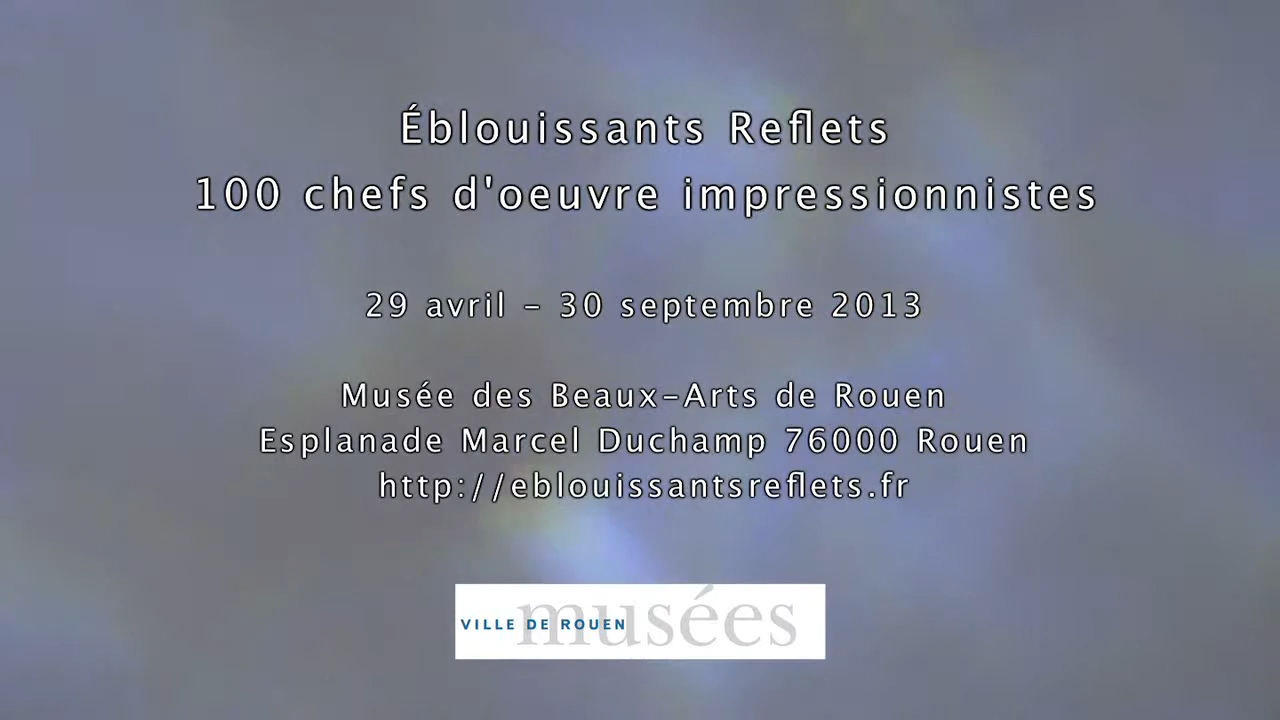 Éblouissants Reflets
100 chefs d'oeuvre impressionnistes
29 avril – 30 septembre 2013
Musée des Beaux-Arts de Rouen
Esplanade Marcel Duchamp 76000 Rouen
http://eblouissantsreflets.fr
VILLE DE ROUEN musées